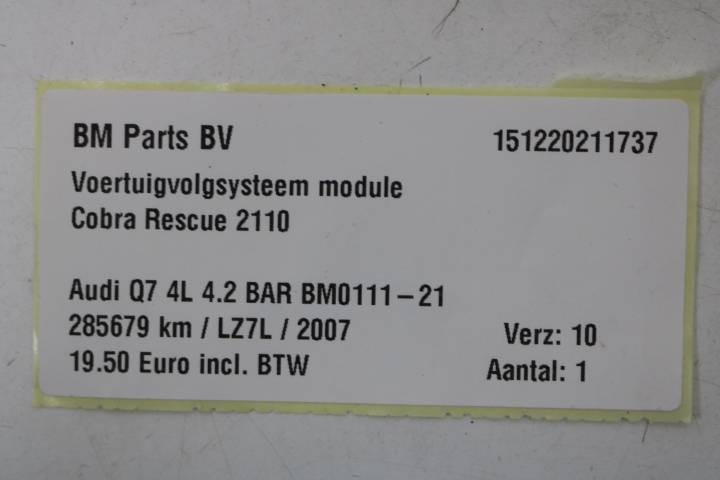 BM Parts BV 151220211737
Voertuigvolgsysteem module
Cobra Rescue 2110
Audi Q7 4L 4.2 BAR BM0111-21
285679 km / LZ7L / 2007 Verz: 10
19.50 Euro incl. BTW Aantal: 1